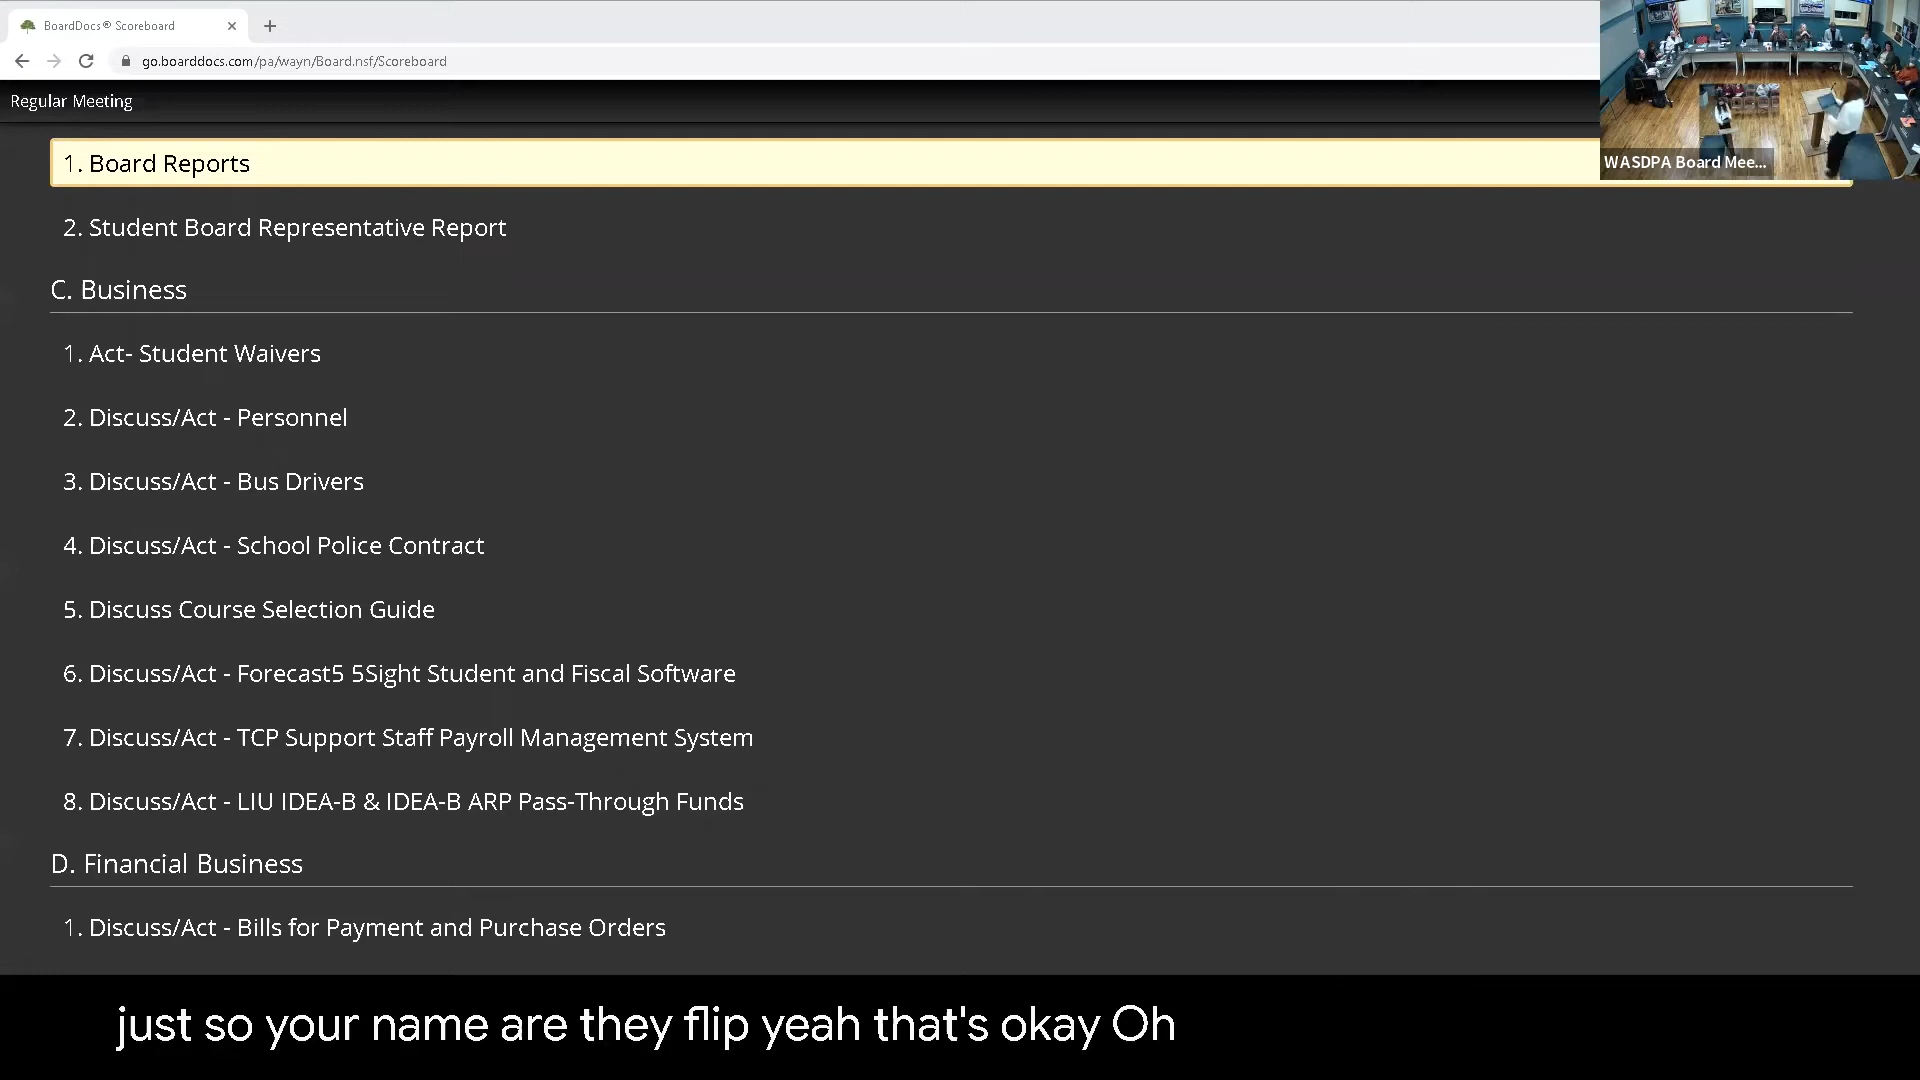 BoardDocs® Scoreboard
go.boarddocs.com/pa/wayn/Board.nsf/Scoreboard
Regular Meeting
WASDPA Board Mee...
1. Board Reports
2. Student Board Representative Report
C. Business
1. Act- Student Waivers
2. Discuss/Act - Personnel
3. Discuss/Act - Bus Drivers
4. Discuss/Act - School Police Contract
5. Discuss Course Selection Guide
6. Discuss/Act - Forecast5 5Sight Student and Fiscal Software
7. Discuss/Act - TCP Support Staff Payroll Management System
8. Discuss/Act - LIU IDEA-B & IDEA-B ARP Pass-Through Funds
D. Financial Business
1. Discuss/Act - Bills for Payment and Purchase Orders
just so your name are they flip yeah that's okay Oh